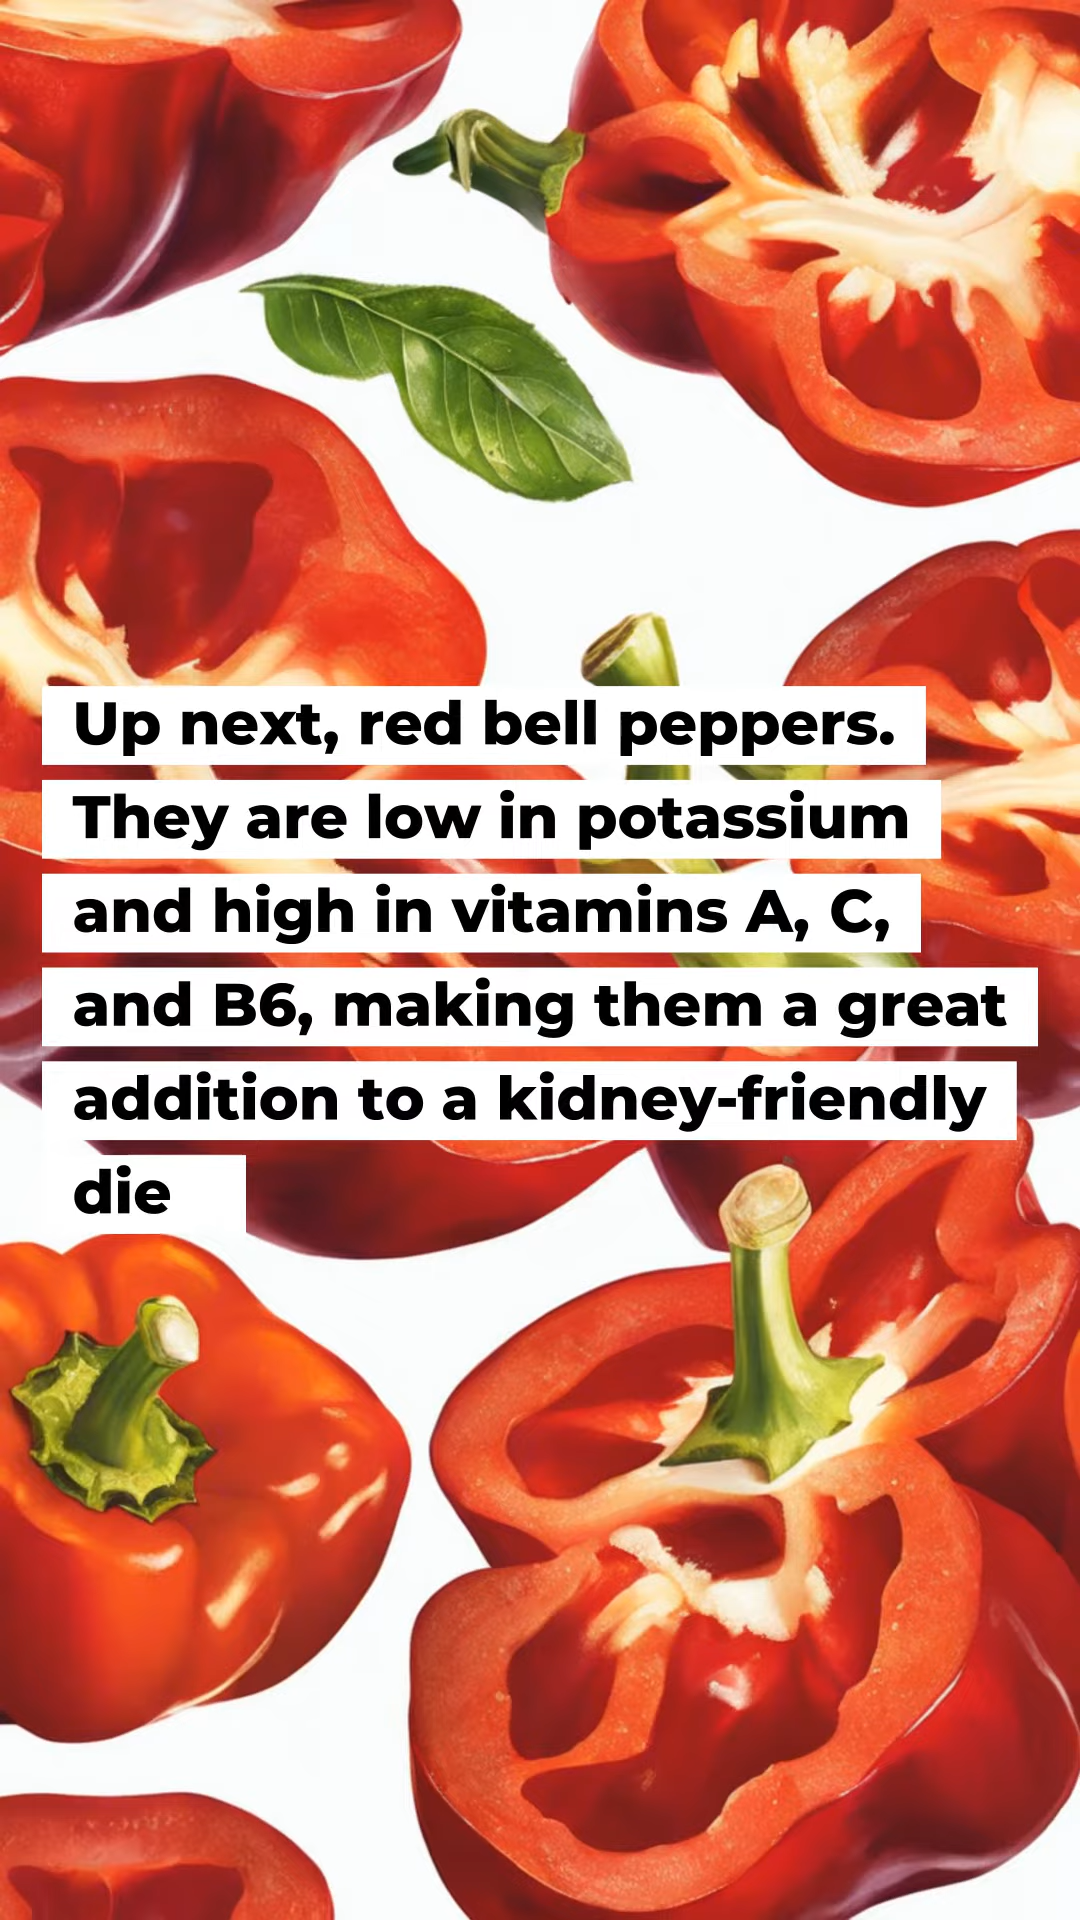 Up next, red bell peppers.
They are low in potassium
and high in vitamins A, C,
and B6, making them a great
addition to a kidney-friendly
die